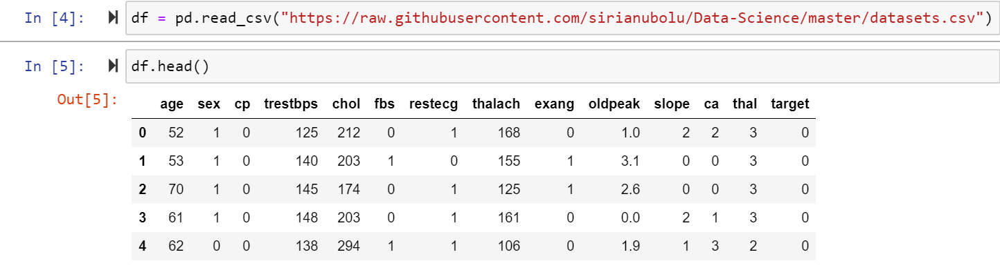 In [4]: df = pd.read_csv("https://raw.githubusercontent.com/sirianubolu/Data-Science/master/datasets.csv")
In [5]: df.head()
Out[5]:
age sex cp trestbps chol fbs restecg thalach exang oldpeak slope ca thal target
0 52 1 0 125 212 0 1 168 0 1.0 2 2 3 0
1 53 1 0 140 203 1 0 155 1 3.1 0 0 3 0
2 70 1 0 145 174 0 1 125 1 2.6 0 0 3 0
3 61 1 0 148 203 0 1 161 0 0.0 2 1 3 0
4 62 0 0 138 294 1 1 106 0 1.9 1 3 2 0